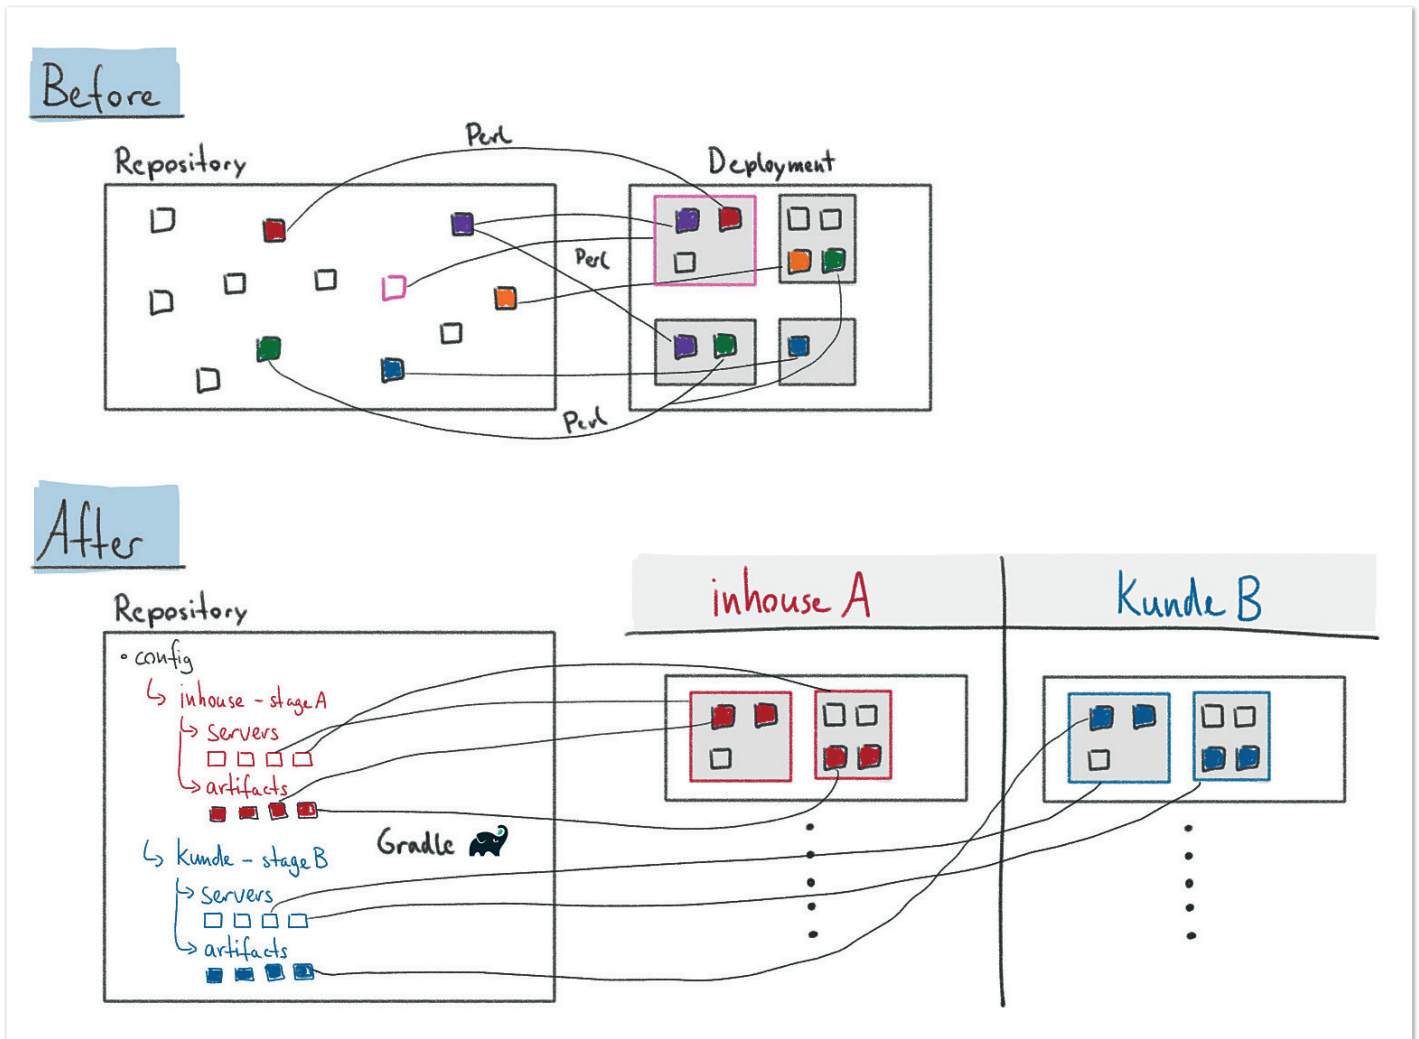 Before
Repository
Perl
Deployment
Perl
Perl
After
Repository
inhouse A
Kunde B
• config
↳ inhouse - stage A
↳ servers
↳ artifacts
Gradle
↳ Kunde - stage B
↳ servers
↳ artifacts